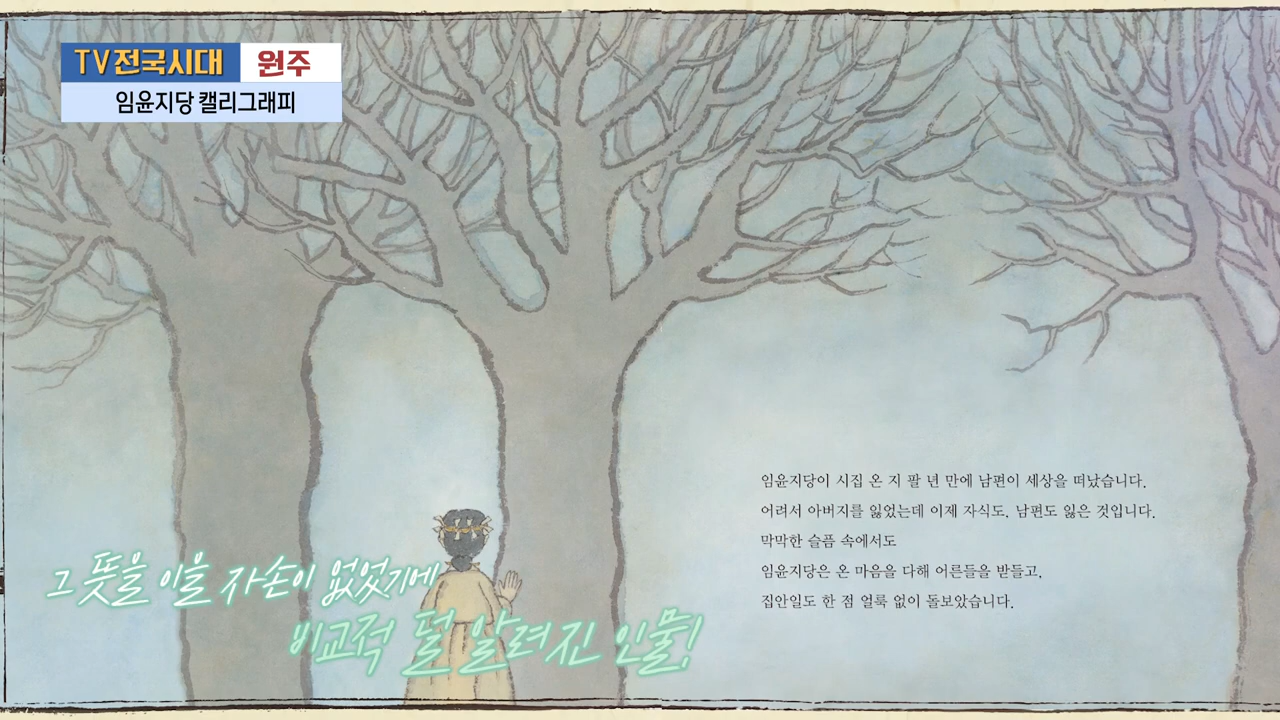 TV전국시대 원주
임윤지당 캘리그래피
임윤지당이 시집 온 지 팔 년 만에 남편이 세상을 떠났습니다.
어려서 아버지를 잃었는데 이제 자식도, 남편도 잃은 것입니다.
막막한 슬픔 속에서도
임윤지당은 온 마음을 다해 어른들을 받들고,
집안일도 한 점 얼룩 없이 돌보았습니다.
그 뜻을 이을 자손이 없었기에
비교적 덜 알려진 인물!